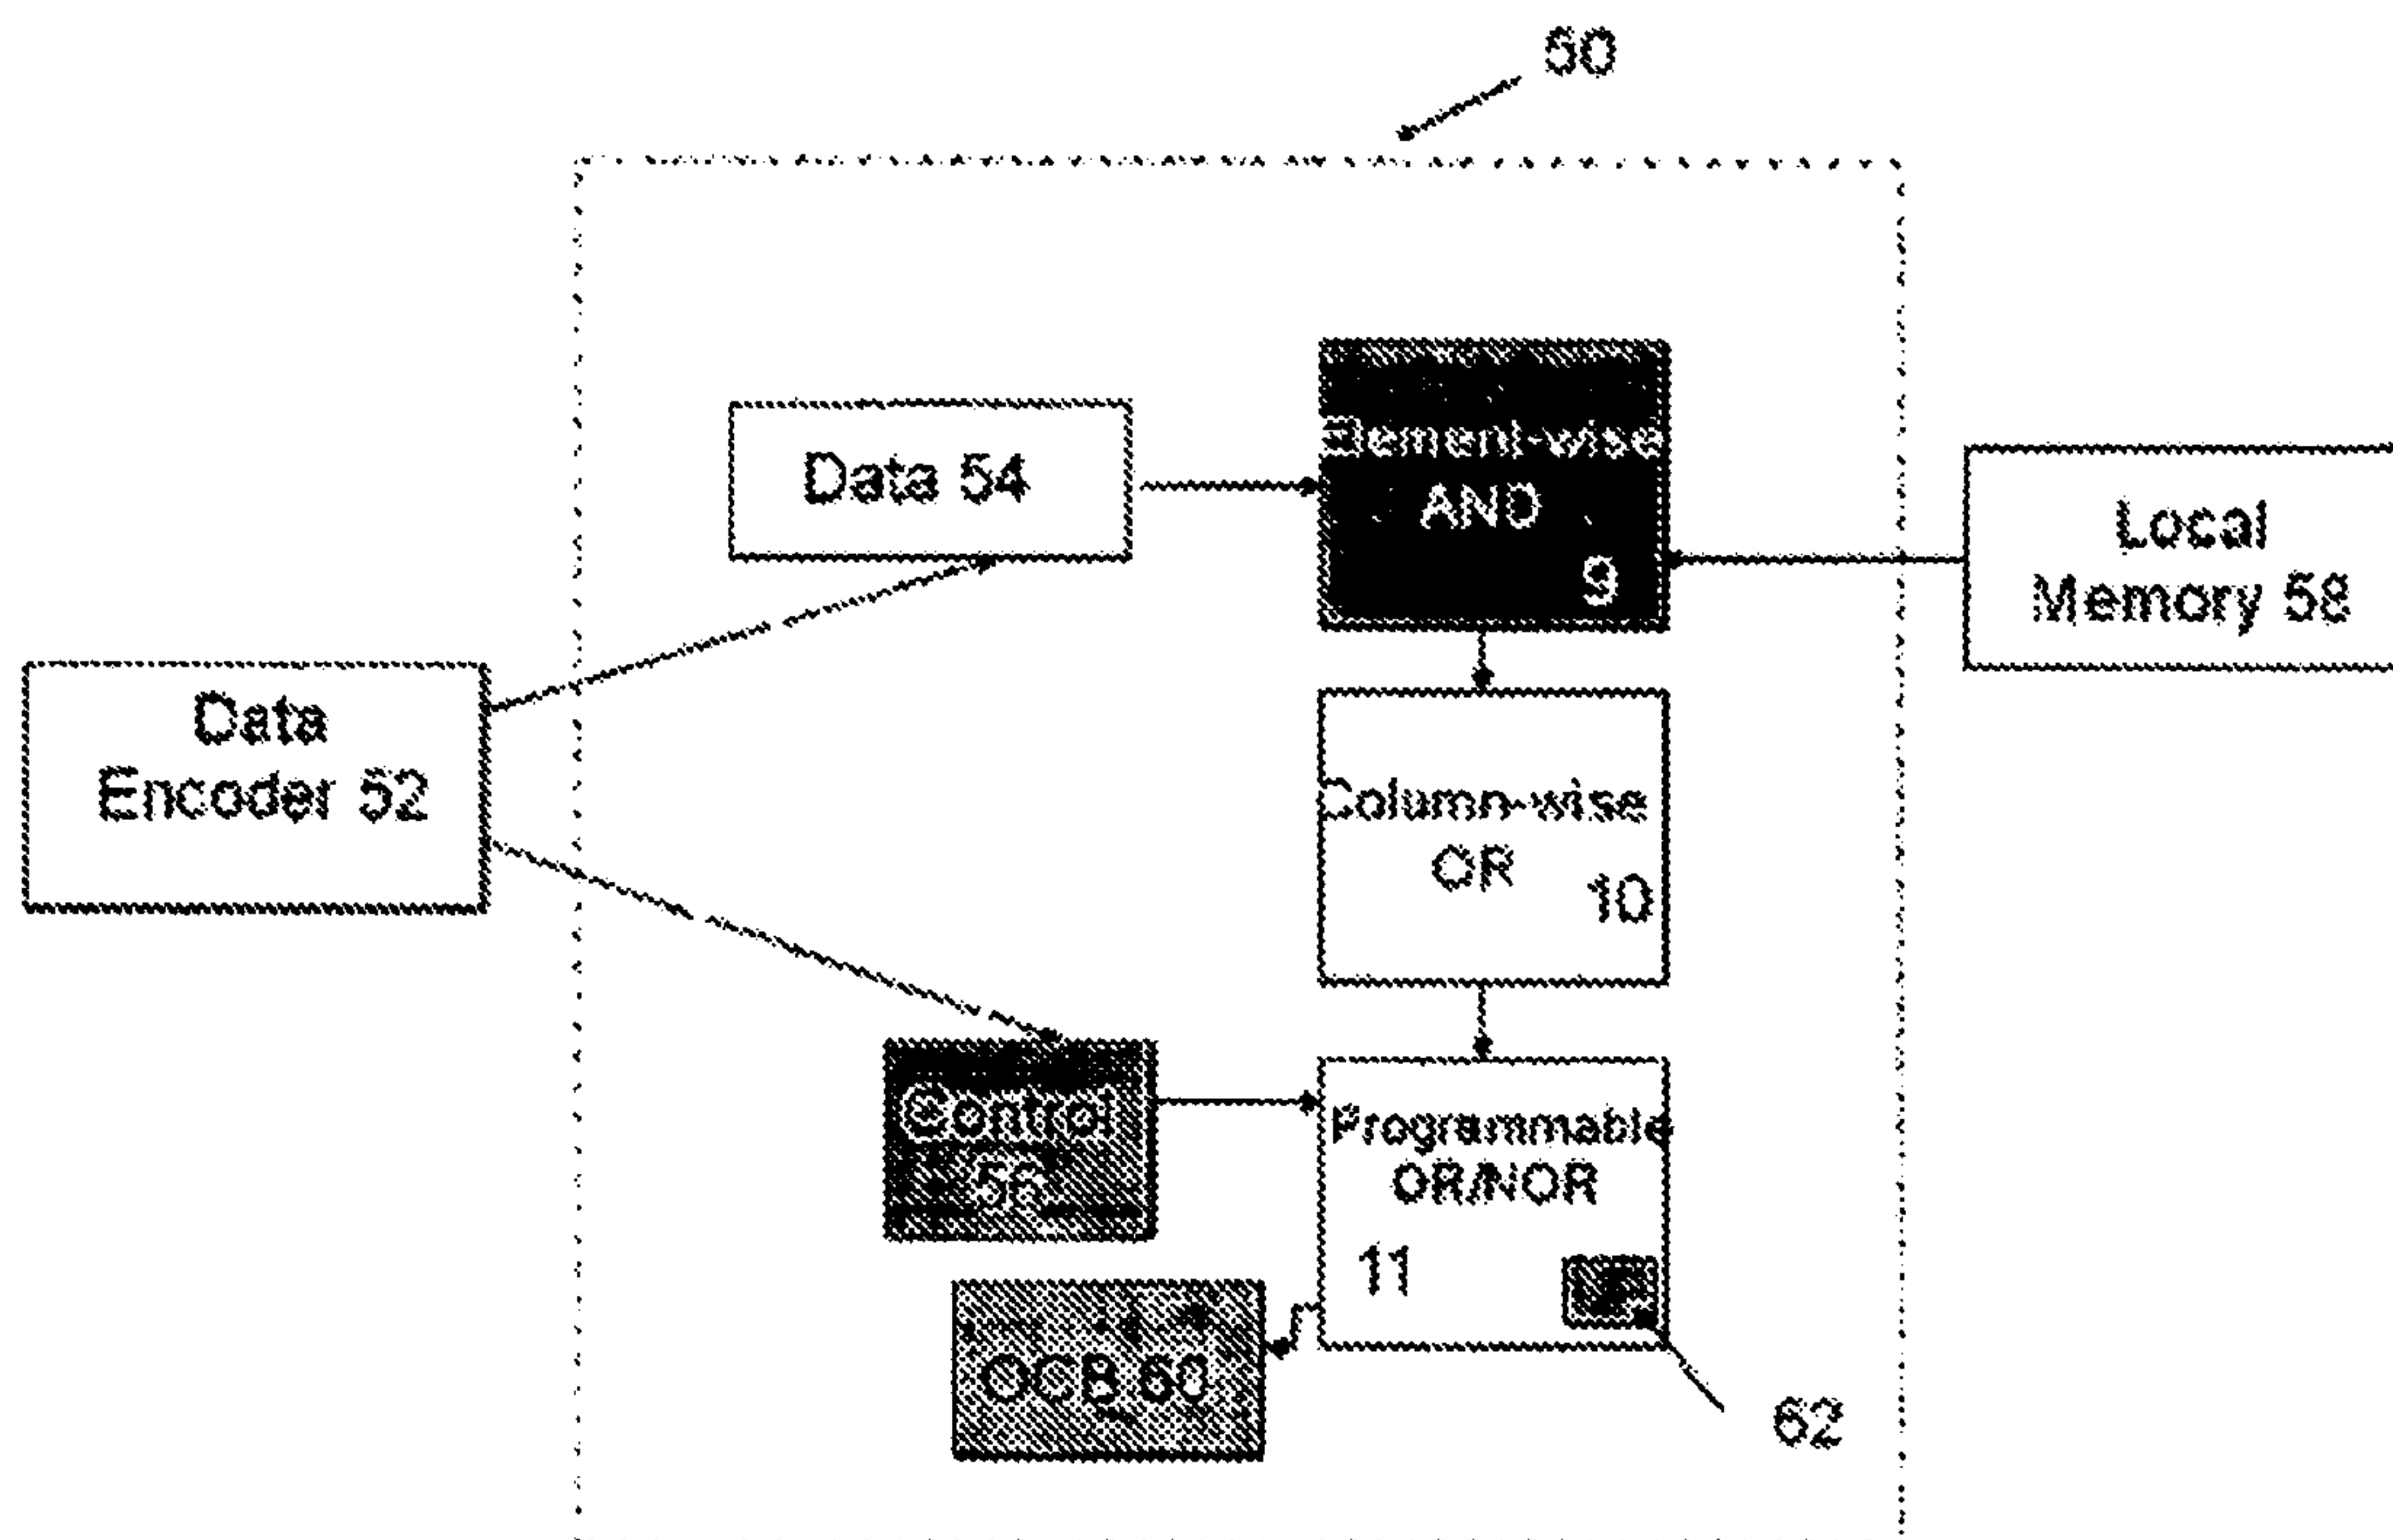 50
Element-wise
AND
9
Data 54
Local
Memory 58
Data
Encoder 52
Column-wise
OR
10
Control
56
Programmable
OR/NOR
11
OCB 60
62